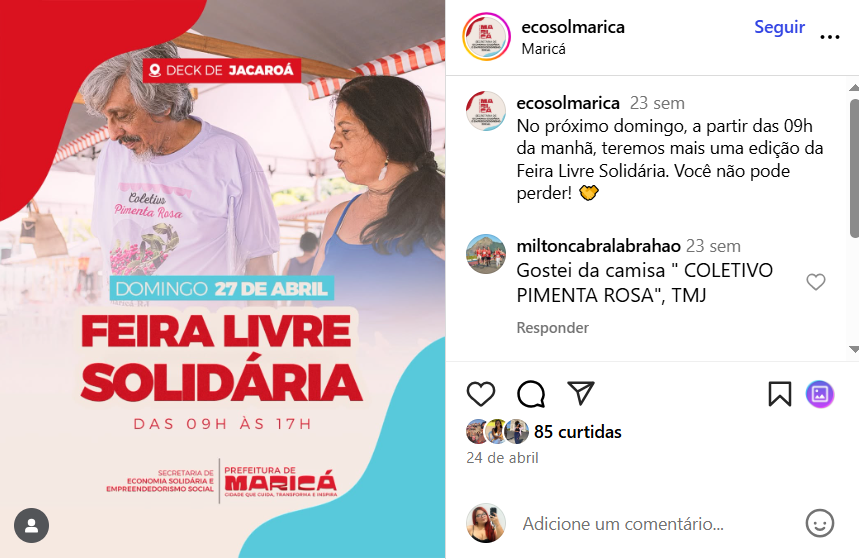 DECK DE JACAROÁ
Coletivo
Pimenta Rosa
DOMINGO 27 DE ABRIL
FEIRA LIVRE
SOLIDÁRIA
DAS 09H ÀS 17H
SECRETARIA DE
ECONOMIA SOLIDÁRIA E
EMPREENDEDORISMO SOCIAL
PREFEITURA DE
MARICÁ
CIDADE QUE CUIDA, TRANSFORMA E INSPIRA
ecosolmarica
Maricá
Seguir
ecosolmarica 23 sem
No próximo domingo, a partir das 09h
da manhã, teremos mais uma edição da
Feira Livre Solidária. Você não pode
perder!
miltoncabralabrahao 23 sem
Gostei da camisa " COLETIVO
PIMENTA ROSA", TMJ
Responder
85 curtidas
24 de abril
Adicione um comentário...